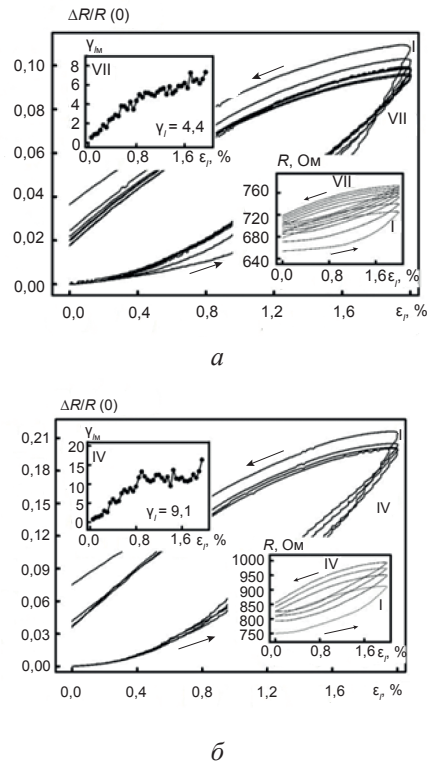 ΔR/R (0)
γlм
VII
8
6
4
2
0
γl = 4,4
0,0 0,8 1,6 εl, %
I
VII
R, Ом
VII
760
720
680
640
I
0,0 0,8 1,6 εl, %
0,10
0,08
0,06
0,04
0,02
0,00
0,0 0,4 0,8 1,2 1,6 εl, %
а
ΔR/R (0)
γlм
IV
20
15
10
5
0
γl = 9,1
0,0 0,8 1,6 εl, %
I
IV
R, Ом
IV
1000
950
900
850
800
750
I
0,0 0,8 1,6 εl, %
0,21
0,18
0,15
0,12
0,09
0,06
0,03
0,00
0,0 0,4 0,8 1,2 1,6 εl, %
б